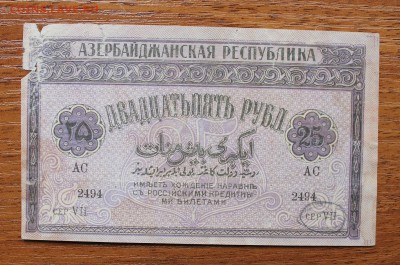 АЗЕРБАЙДЖАНСКАЯ РЕСПУБЛИКА
ДВАДЦАТЬПЯТЬ РУБЛ.
۲۵
25
АС
АС
2494
2494
ИМѢЕТЪ ХОЖДЕНІЕ НАРАВНѢ
СЪ РОССІЙСКИМИ КРЕДИТНЫ-
МИ БИЛЕТАМИ
СЕР VII
СЕР VII